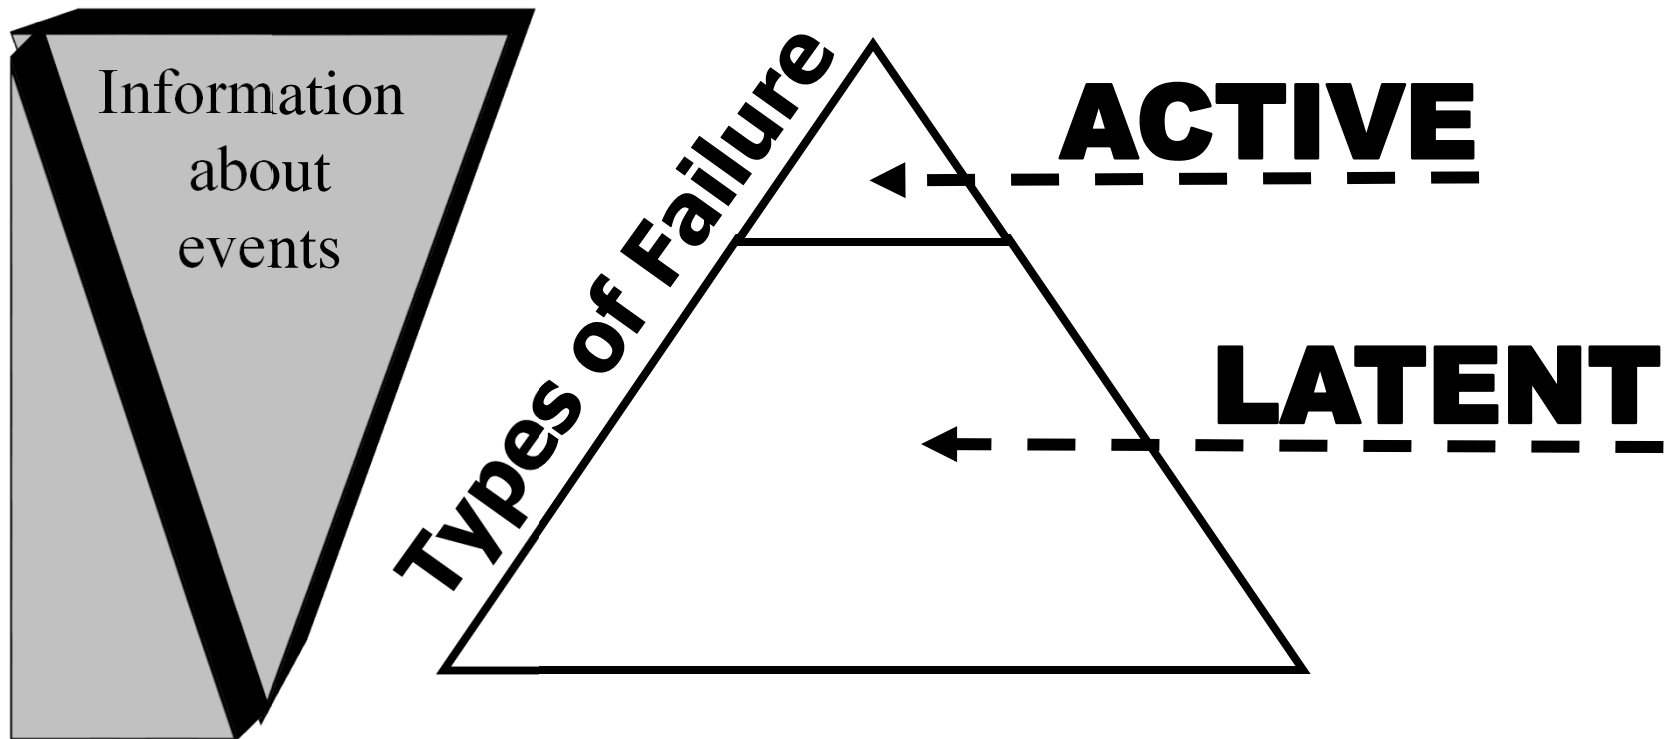 Information
about
events
Types of Failure
ACTIVE
LATENT